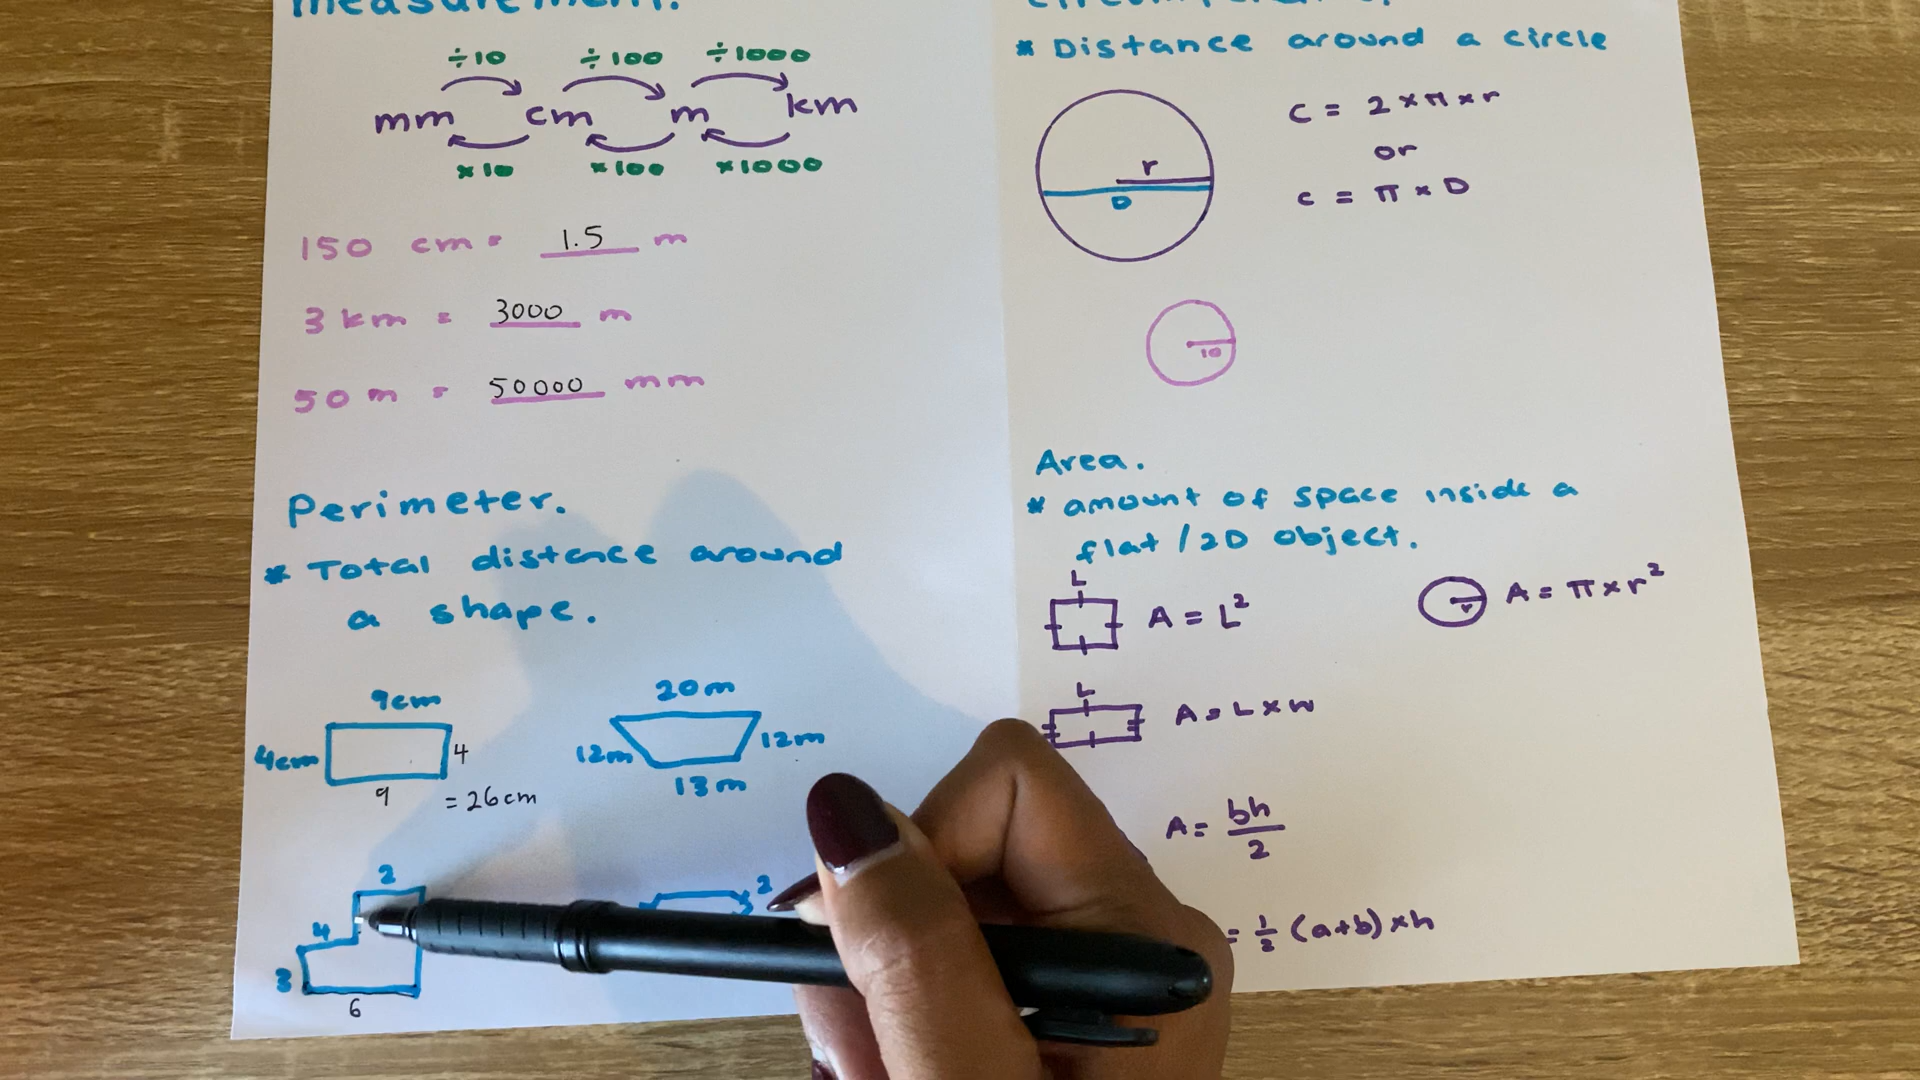 measurement.
÷10 ÷100 ÷1000
mm cm m km
×10 ×100 ×1000
150 cm = 1.5 m
3 km = 3000 m
50 m = 50000 mm
Perimeter.
* Total distance around
a shape.
9cm
4cm 4
9 = 26cm
20m
12m 12m
13m
2
4
3
6
2
* Distance around a circle
r
D
C = 2 × π × r
or
C = π × D
10
Area.
* amount of space inside a
flat / 2D object.
L
A = L²
r A = π × r²
L
A = L × W
A = bh
2
= ½ (a+b) × h